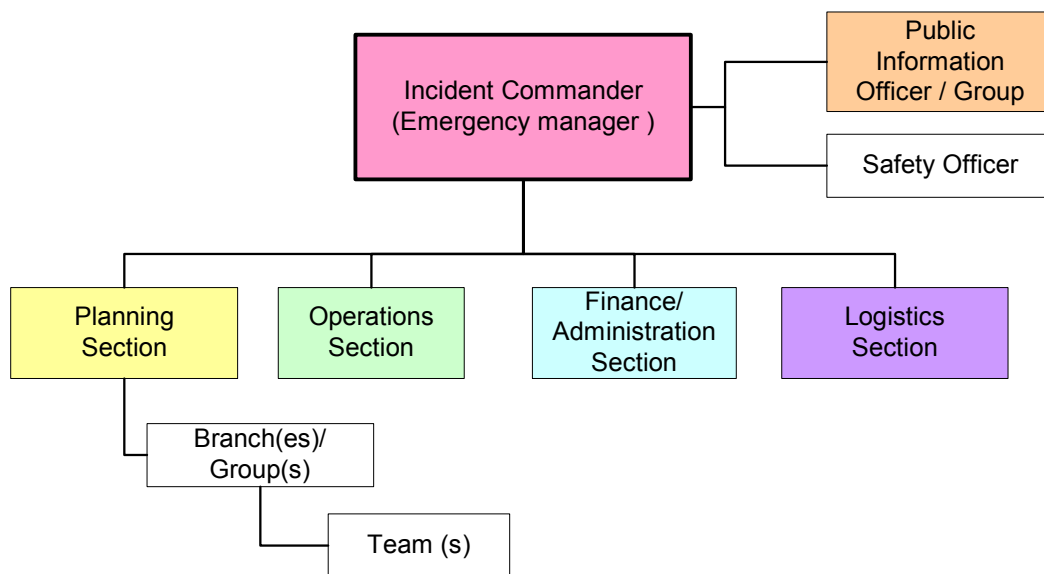 Incident Commander
(Emergency manager )
Public
Information
Officer / Group
Safety Officer
Planning
Section
Operations
Section
Finance/
Administration
Section
Logistics
Section
Branch(es)/
Group(s)
Team (s)